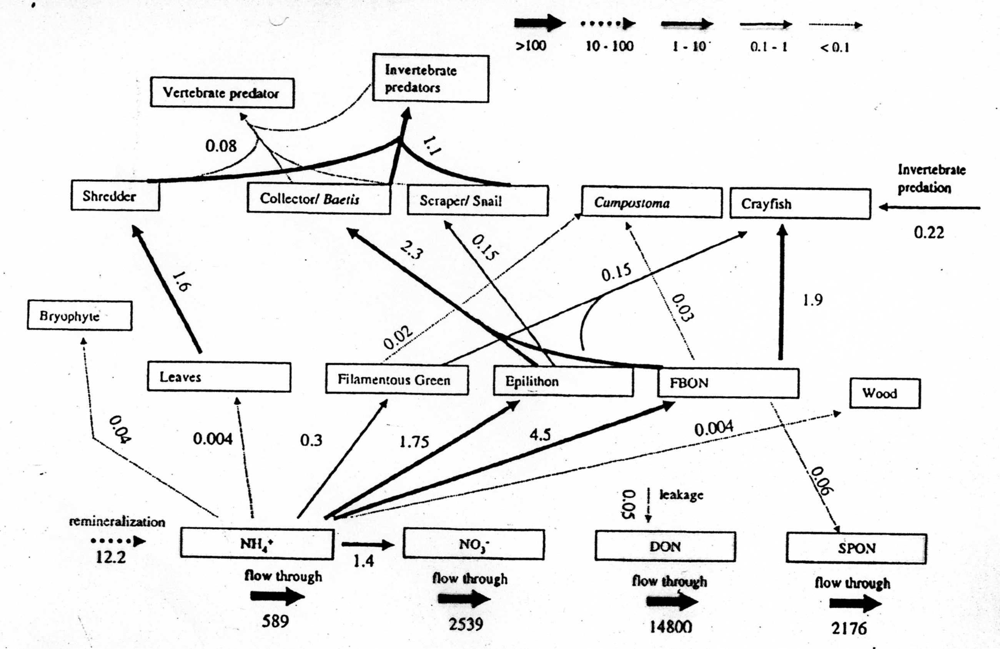 >100
10 - 100
1 - 10
0.1 - 1
< 0.1
Invertebrate
predators
Vertebrate predator
0.08
1.1
Invertebrate
predation
Shredder
Collector/ Baetis
Scraper/ Snail
Cumpostoma
Crayfish
0.22
2.3
0.15
1.6
0.15
0.03
1.9
Bryophyte
0.02
Leaves
Filamentous Green
Epilithon
FBON
Wood
0.04
0.004
0.3
1.75
4.5
0.004
0.06
0.05
leakage
remineralization
12.2
NH₄⁺
1.4
NO₃⁻
DON
SPON
flow through
flow through
flow through
flow through
589
2539
14800
2176